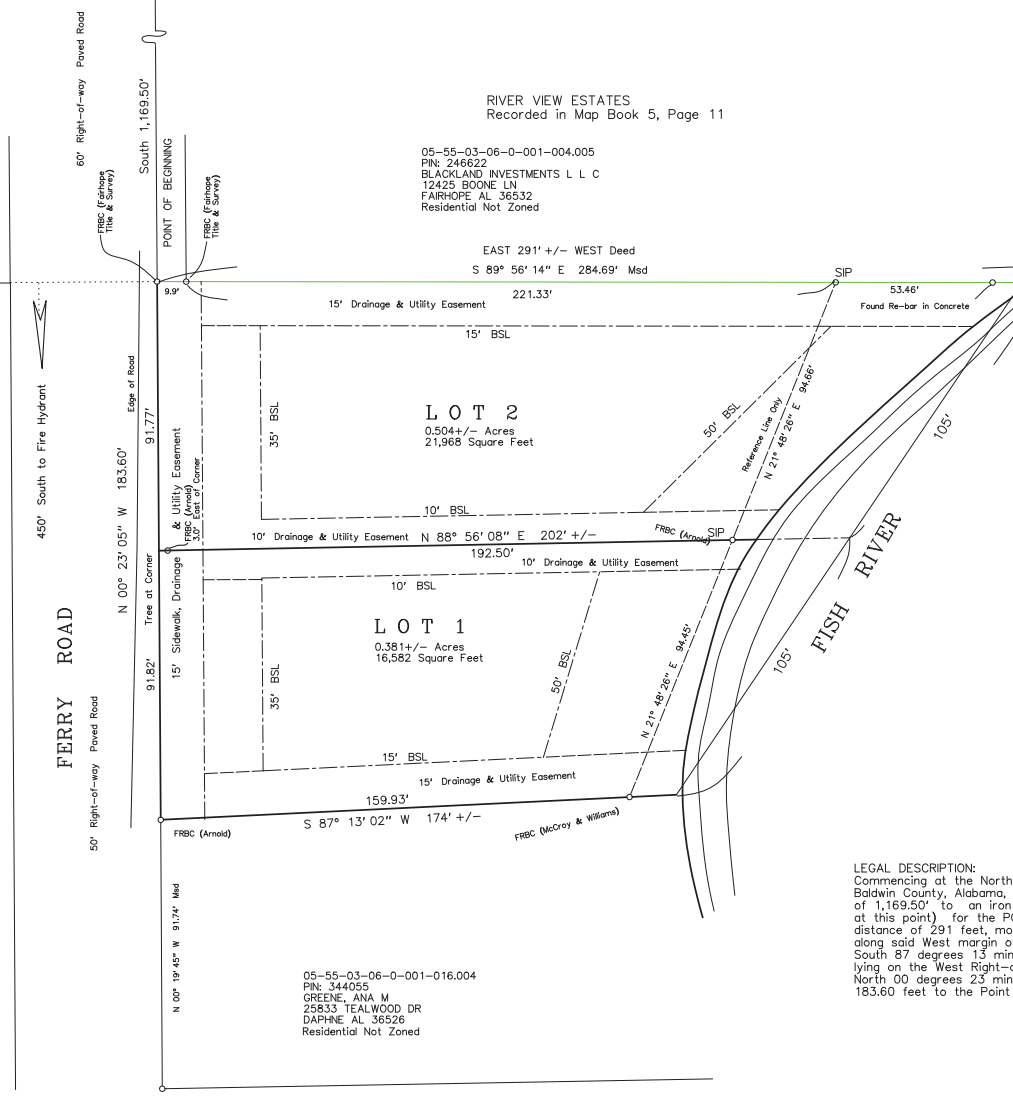 60' Right-of-way Paved Road
South 1,169.50'
POINT OF BEGINNING
FRBC (Fairhope
Title & Survey)
FRBC (Fairhope
Title & Survey)
RIVER VIEW ESTATES
Recorded in Map Book 5, Page 11
05-55-03-06-0-001-004.005
PIN: 246622
BLACKLAND INVESTMENTS L L C
12425 BOONE LN
FAIRHOPE AL 36532
Residential Not Zoned
EAST 291' +/- WEST Deed
S 89° 56' 14" E 284.69' Msd
SIP
9.9'
221.33'
53.46'
15' Drainage & Utility Easement
Found Re-bar in Concrete
15' BSL
450' South to Fire Hydrant
Edge of Road
91.77'
N 00° 23' 05" W 183.60'
35' BSL
LOT 2
0.504+/- Acres
21,968 Square Feet
50' BSL
Reference Line Only
N 21° 48' 26" E 94.66'
105'
FRBC (Arnold)
3.0' East of Corner
10' BSL
10' Drainage & Utility Easement
N 88° 56' 08" E 202' +/-
FRBC (Arnold)
SIP
192.50'
10' Drainage & Utility Easement
10' BSL
FISH RIVER
Tree at Corner
15' Sidewalk, Drainage & Utility Easement
91.82'
LOT 1
0.381+/- Acres
16,582 Square Feet
35' BSL
50' BSL
N 21° 48' 26" E 94.45'
105'
FERRY ROAD
50' Right-of-way Paved Road
15' BSL
15' Drainage & Utility Easement
159.93'
S 87° 13' 02" W 174' +/-
FRBC (Arnold)
FRBC (McCroy & Williams)
N 00° 19' 45" W 91.74' Msd
05-55-03-06-0-001-016.004
PIN: 344055
GREENE, ANA M
25833 TEALWOOD DR
DAPHNE AL 36526
Residential Not Zoned
LEGAL DESCRIPTION:
Commencing at the North
Baldwin County, Alabama,
of 1,169.50' to an iron
at this point) for the PO
distance of 291 feet, mo
along said West margin o
South 87 degrees 13 min
lying on the West Right-o
North 00 degrees 23 min
183.60 feet to the Point